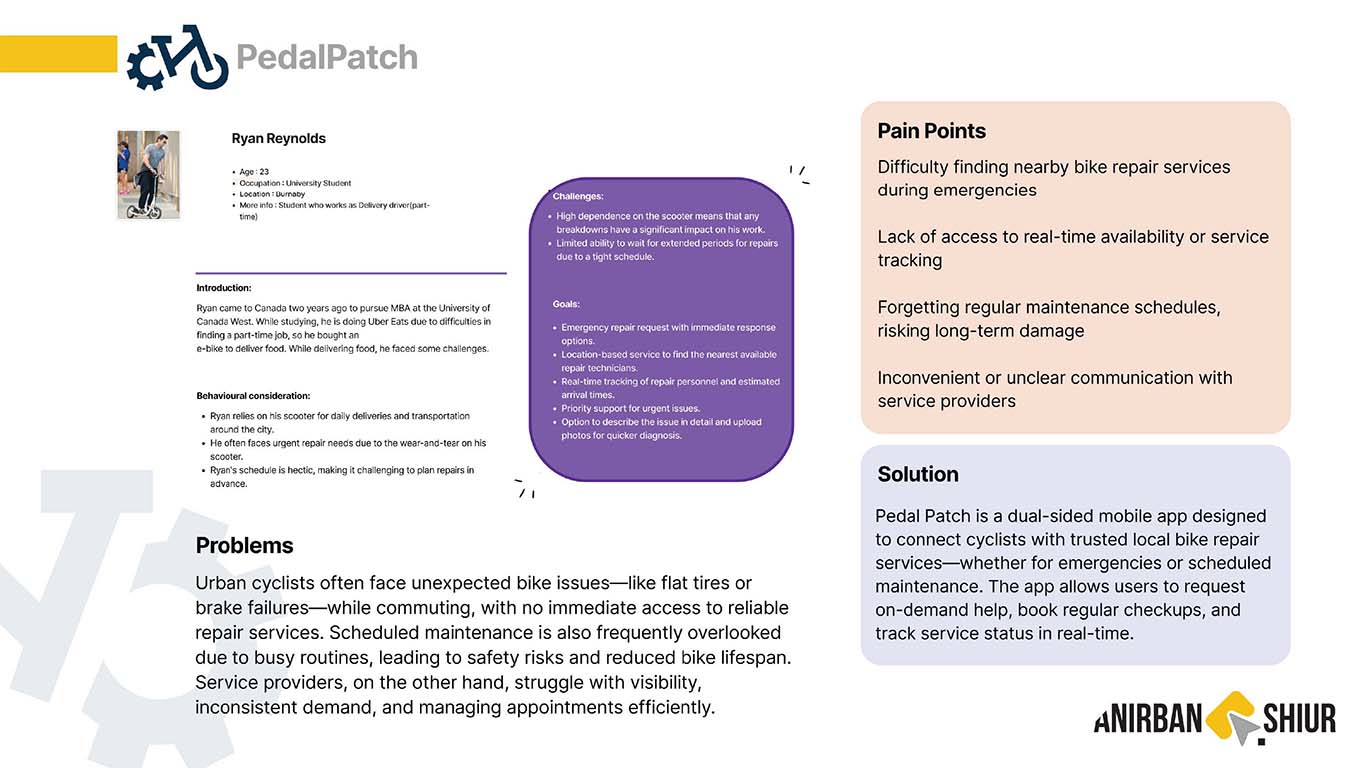 PedalPatch
Ryan Reynolds
• Age : 23
• Occupation : University Student
• Location : Burnaby
• More info : Student who works as Delivery driver(part-
time)
Introduction:
Ryan came to Canada two years ago to pursue MBA at the University of
Canada West. While studying, he is doing Uber Eats due to difficulties in
finding a part-time job, so he bought an
e-bike to deliver food. While delivering food, he faced some challenges.
Behavioural consideration:
• Ryan relies on his scooter for daily deliveries and transportation
around the city.
• He often faces urgent repair needs due to the wear-and-tear on his
scooter.
• Ryan's schedule is hectic, making it challenging to plan repairs in
advance.
Challenges:
• High dependence on the scooter means that any
breakdowns have a significant impact on his work.
• Limited ability to wait for extended periods for repairs
due to a tight schedule.
Goals:
• Emergency repair request with immediate response
options.
• Location-based service to find the nearest available
repair technicians.
• Real-time tracking of repair personnel and estimated
arrival times.
• Priority support for urgent issues.
• Option to describe the issue in detail and upload
photos for quicker diagnosis.
Problems
Urban cyclists often face unexpected bike issues—like flat tires or
brake failures—while commuting, with no immediate access to reliable
repair services. Scheduled maintenance is also frequently overlooked
due to busy routines, leading to safety risks and reduced bike lifespan.
Service providers, on the other hand, struggle with visibility,
inconsistent demand, and managing appointments efficiently.
Pain Points
Difficulty finding nearby bike repair services
during emergencies
Lack of access to real-time availability or service
tracking
Forgetting regular maintenance schedules,
risking long-term damage
Inconvenient or unclear communication with
service providers
Solution
Pedal Patch is a dual-sided mobile app designed
to connect cyclists with trusted local bike repair
services—whether for emergencies or scheduled
maintenance. The app allows users to request
on-demand help, book regular checkups, and
track service status in real-time.
ANIRBAN SHIUR